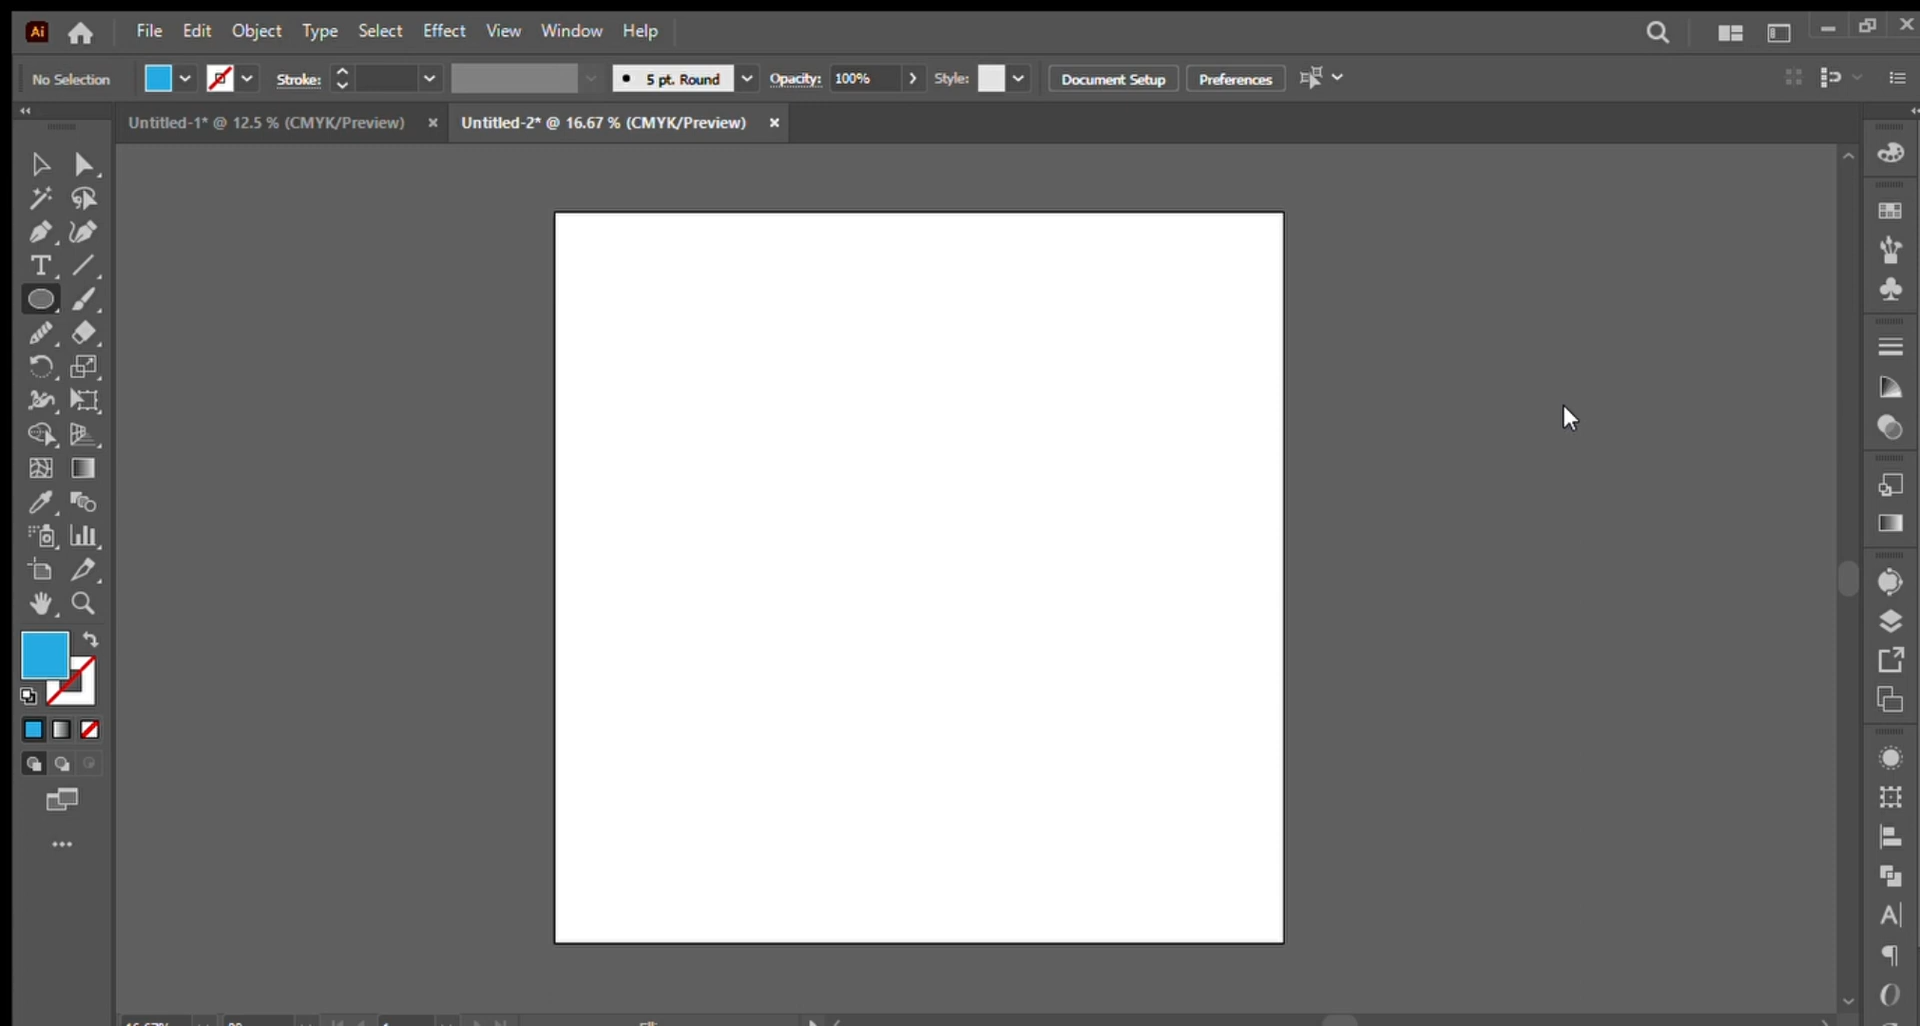 Ai File Edit Object Type Select Effect View Window Help
No Selection Stroke: 5 pt. Round Opacity: 100% Style: Document Setup Preferences
Untitled-1* @ 12.5 % (CMYK/Preview) × Untitled-2* @ 16.67 % (CMYK/Preview) ×